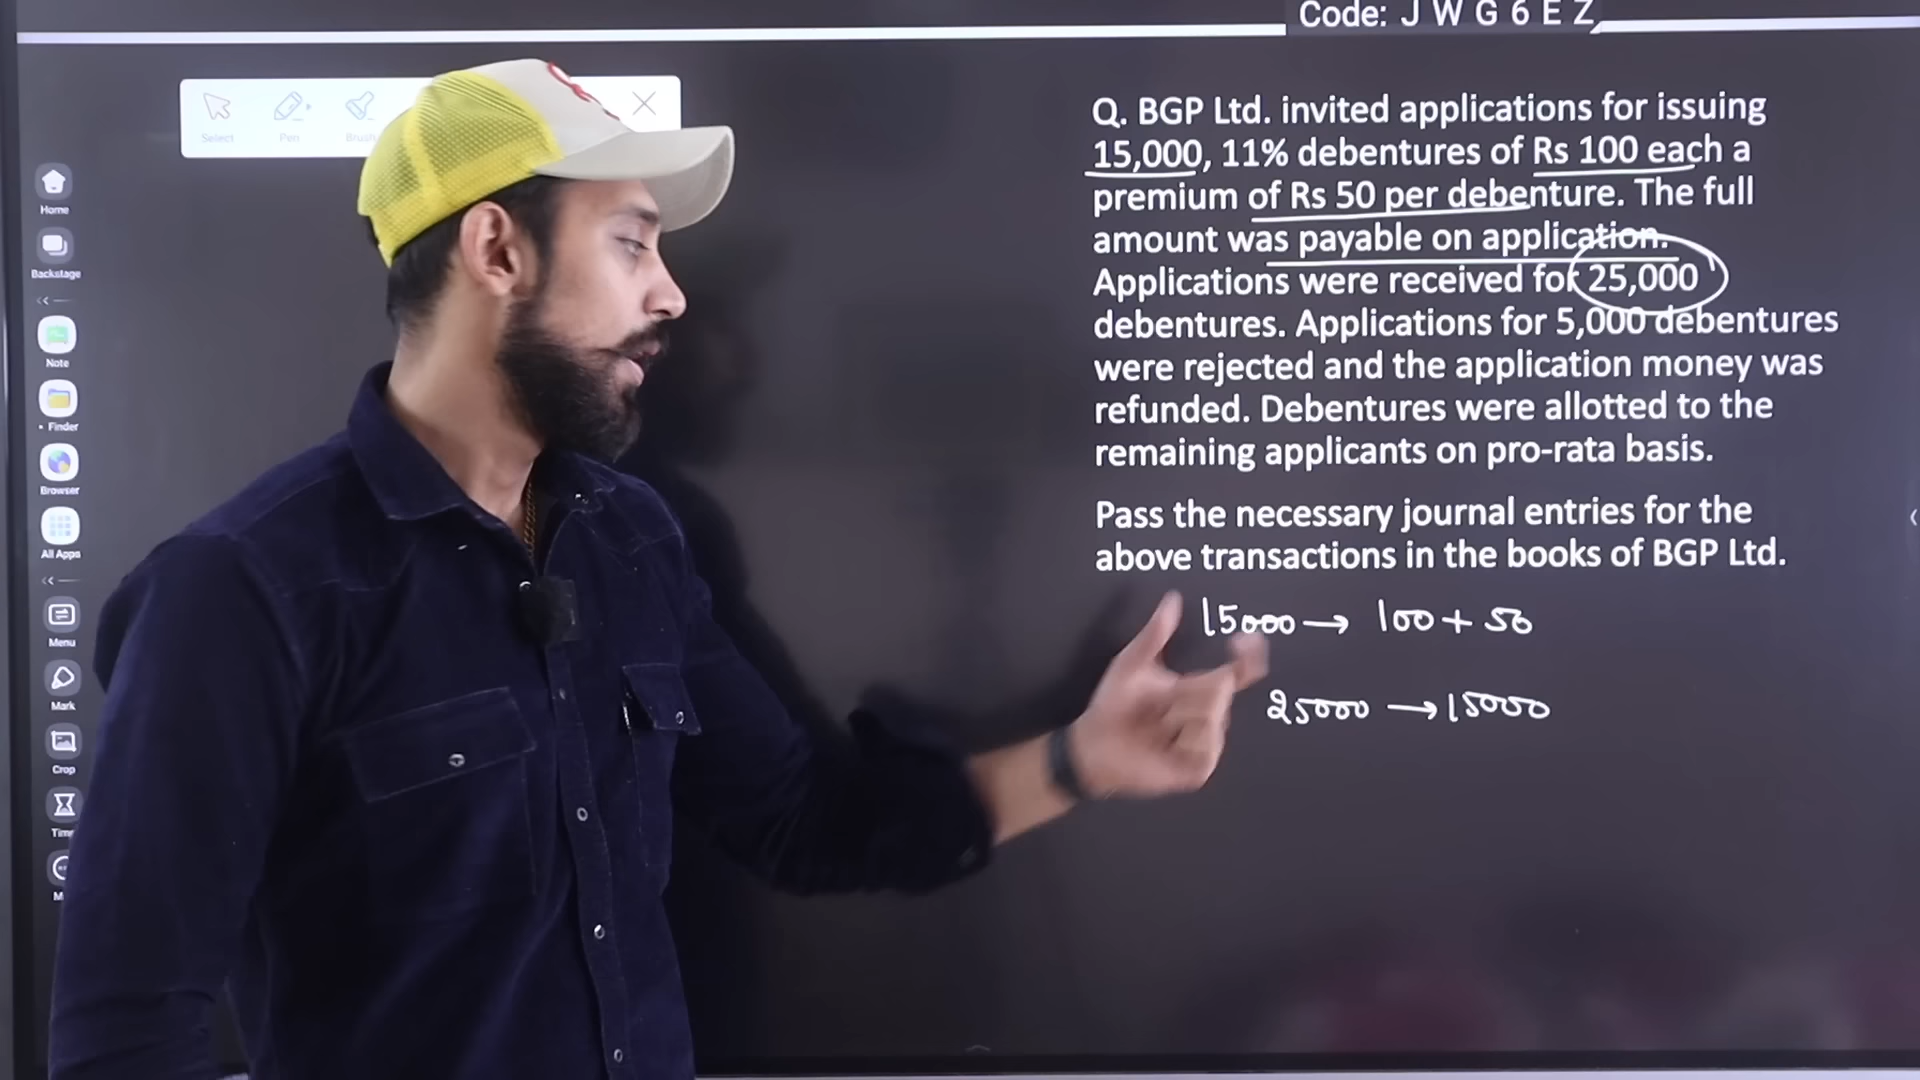 Code: J W G 6 E Z
Select
Pen
Brush
Q. BGP Ltd. invited applications for issuing
15,000, 11% debentures of Rs 100 each a
premium of Rs 50 per debenture. The full
amount was payable on application.
Applications were received for 25,000
debentures. Applications for 5,000 debentures
were rejected and the application money was
refunded. Debentures were allotted to the
remaining applicants on pro-rata basis.
Pass the necessary journal entries for the
above transactions in the books of BGP Ltd.
15000 → 100 + 50
25000 → 15000
Home
Backstage
Note
Finder
Browser
All Apps
Menu
Mark
Crop